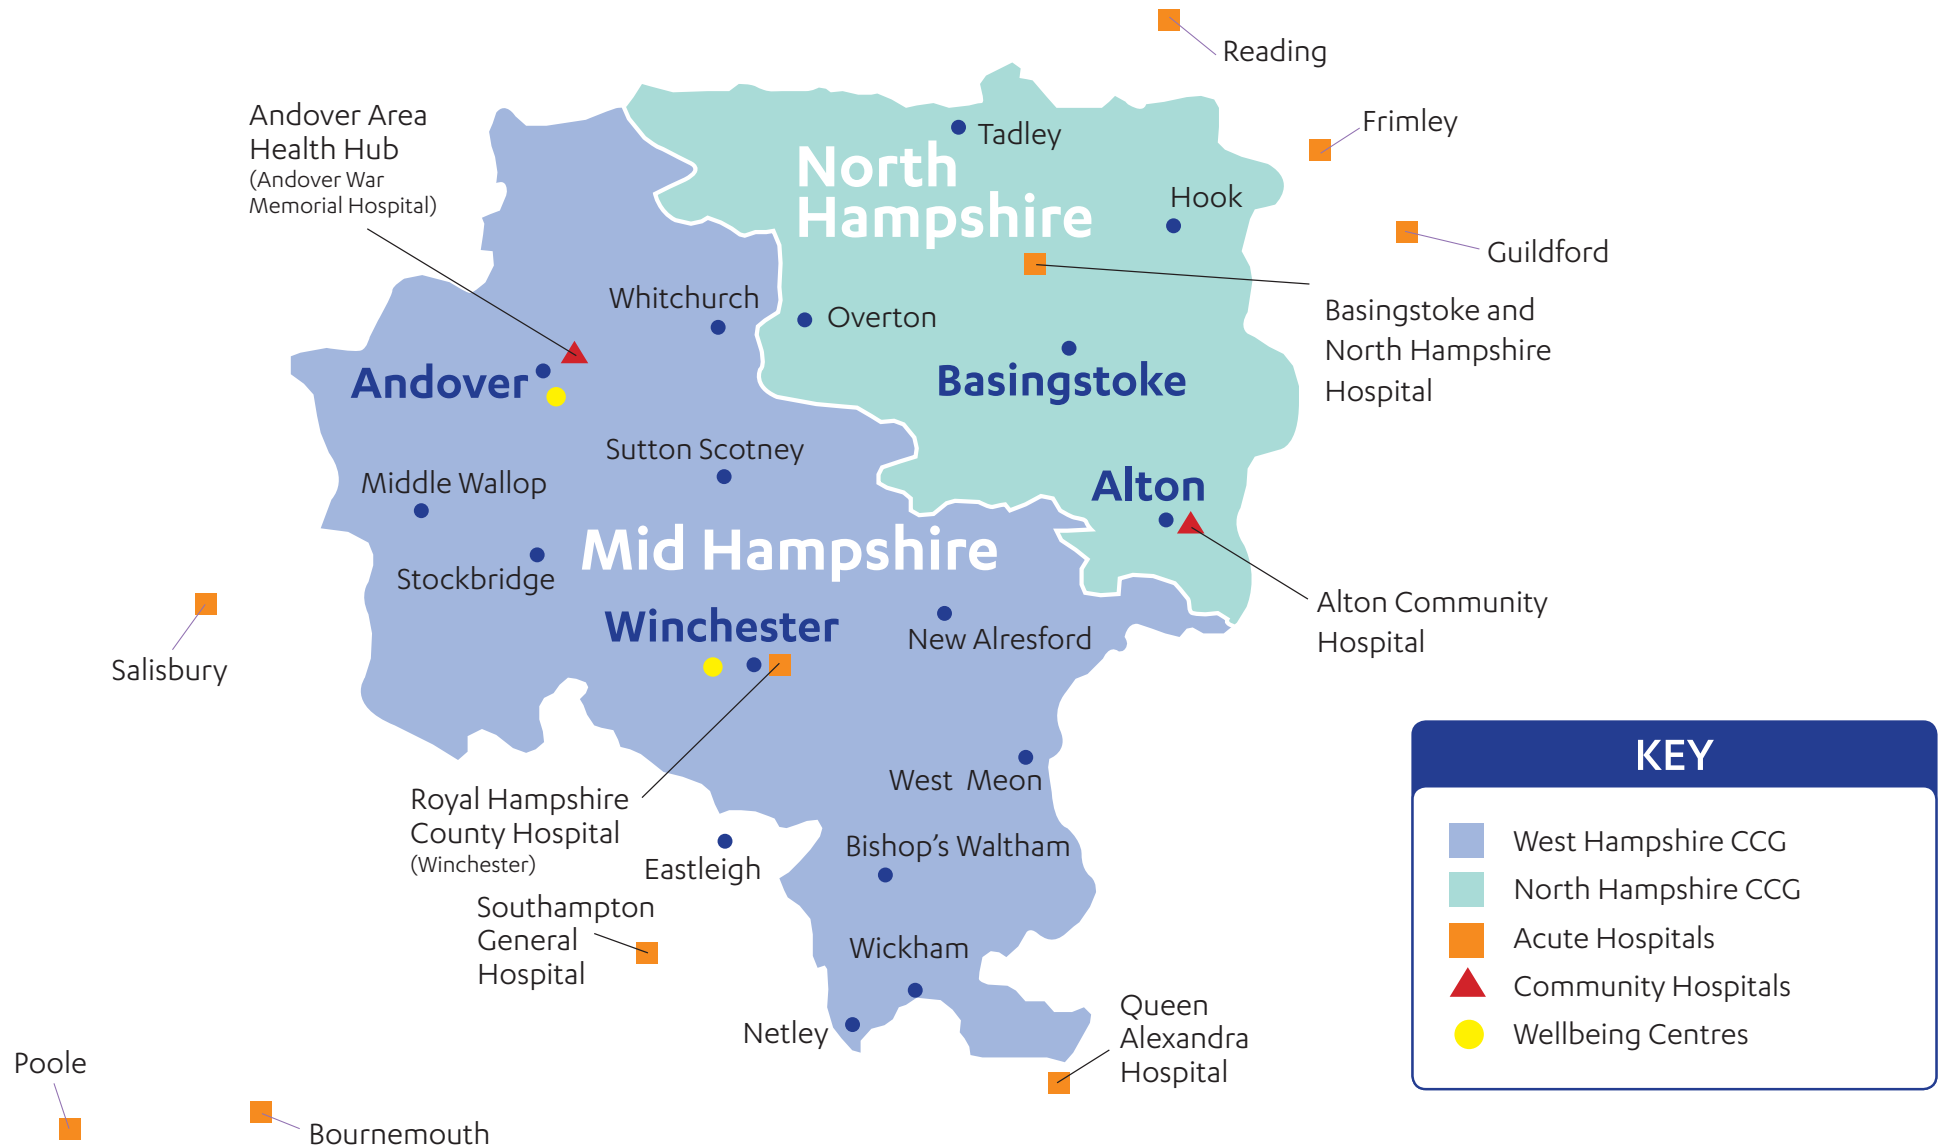 Reading
Andover Area
Health Hub
(Andover War
Memorial Hospital)
Frimley
Tadley
North
Hampshire
Hook
Guildford
Whitchurch
Overton
Basingstoke and
North Hampshire
Hospital
Andover
Basingstoke
Sutton Scotney
Middle Wallop
Alton
Mid Hampshire
Stockbridge
Alton Community
Hospital
Winchester
New Alresford
Salisbury
West Meon
Royal Hampshire
County Hospital
(Winchester)
Eastleigh
Bishop’s Waltham
Southampton
General
Hospital
Wickham
Netley
Queen
Alexandra
Hospital
Poole
Bournemouth
KEY
West Hampshire CCG
North Hampshire CCG
Acute Hospitals
Community Hospitals
Wellbeing Centres